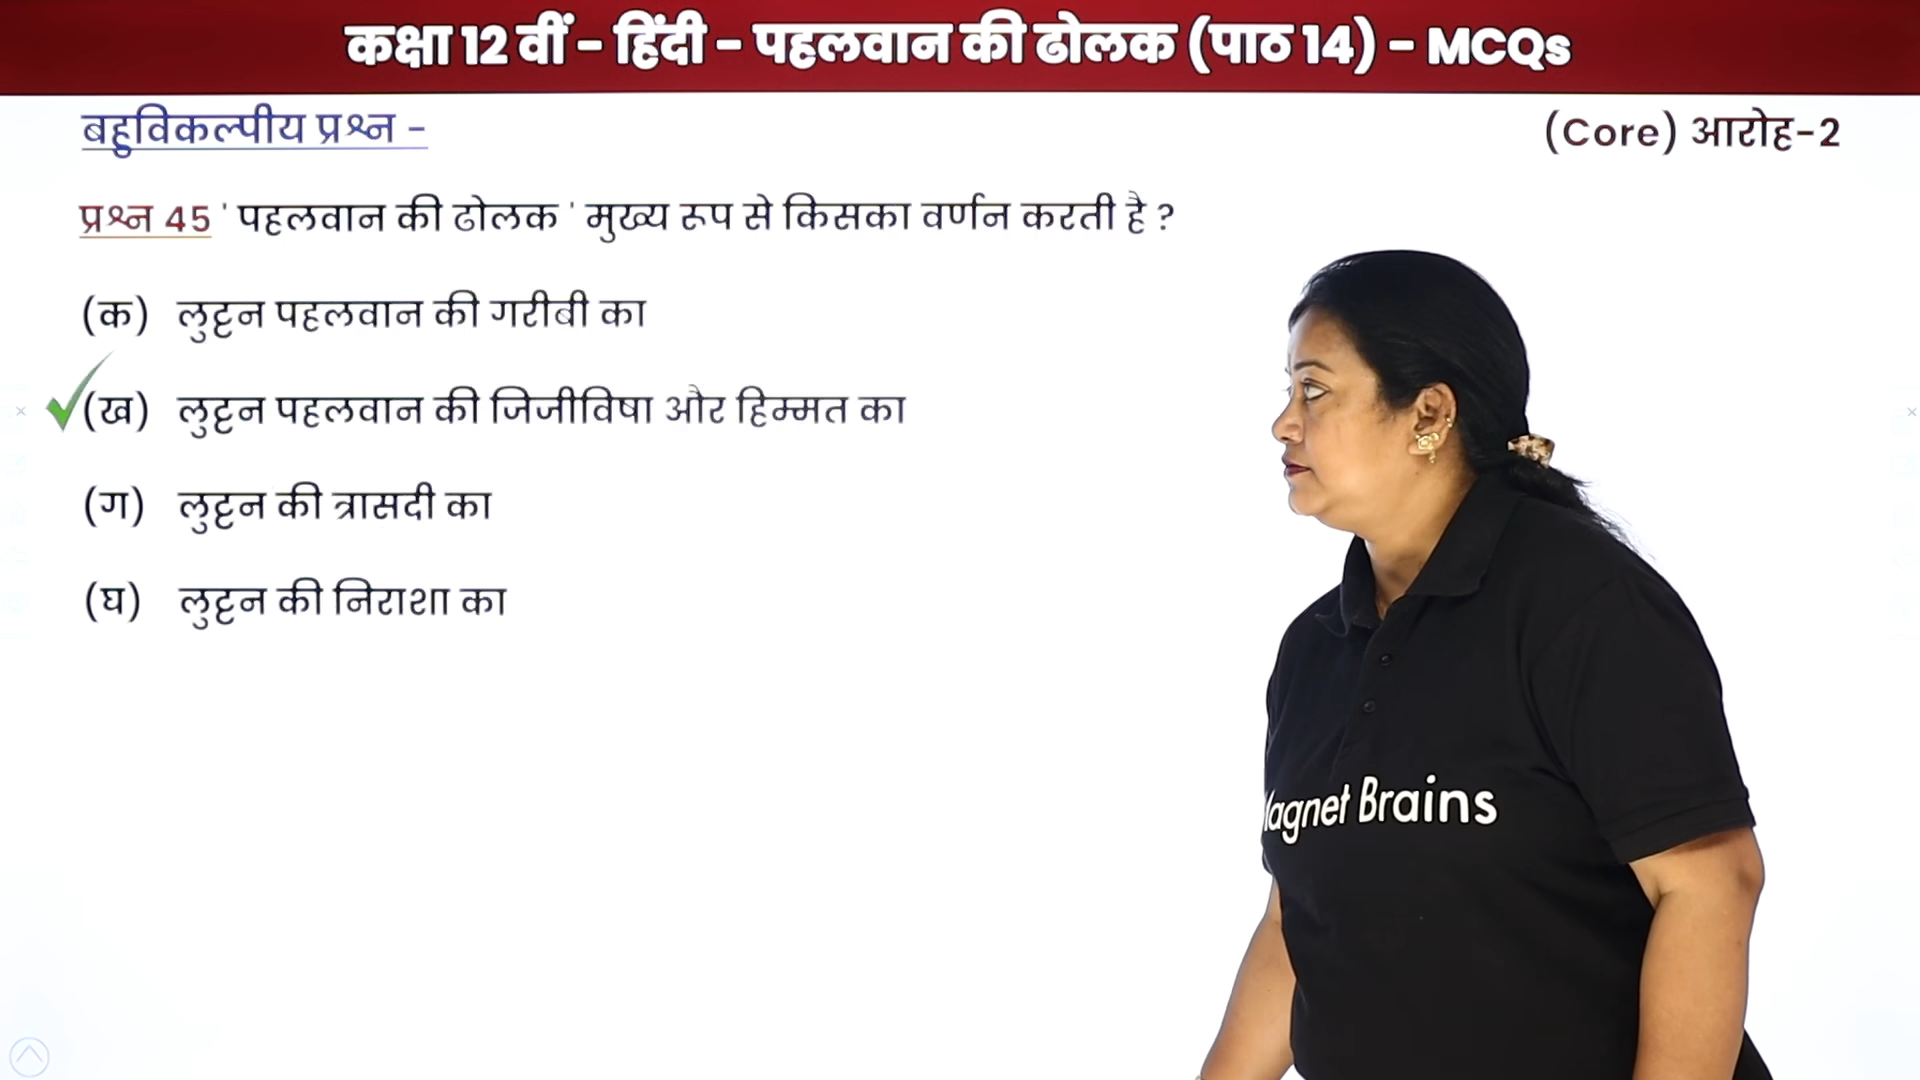 कक्षा 12 वीं - हिंदी - पहलवान की ढोलक (पाठ 14) - MCQs
बहुविकल्पीय प्रश्न -
(Core) आरोह-2
प्रश्न 45 ' पहलवान की ढोलक ' मुख्य रूप से किसका वर्णन करती है ?
(क) लुट्टन पहलवान की गरीबी का
(ख) लुट्टन पहलवान की जिजीविषा और हिम्मत का
(ग) लुट्टन की त्रासदी का
(घ) लुट्टन की निराशा का
agnet Brains